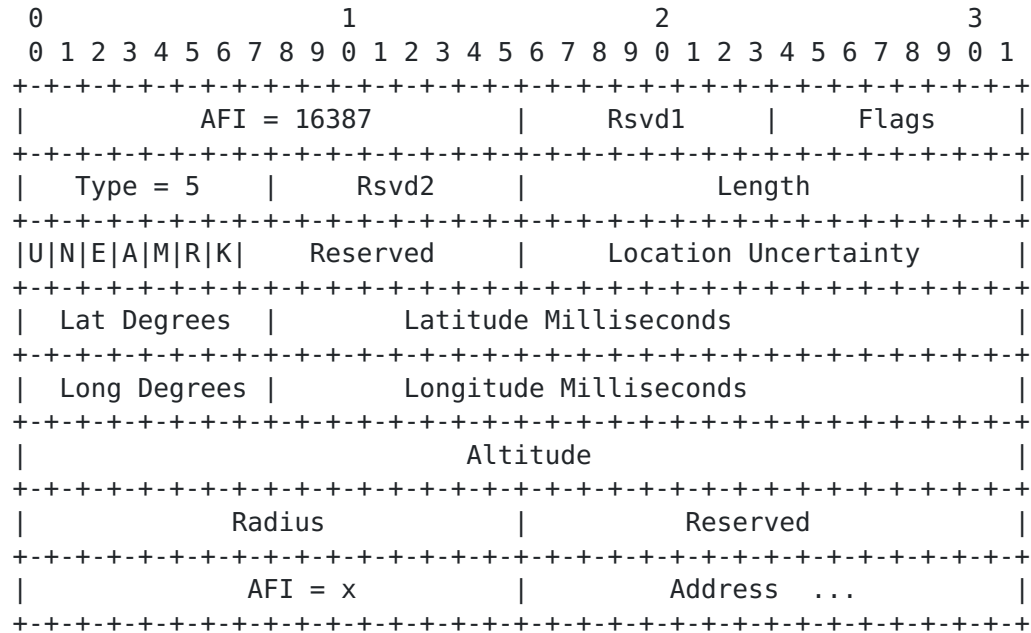 0                   1                   2                   3
 0 1 2 3 4 5 6 7 8 9 0 1 2 3 4 5 6 7 8 9 0 1 2 3 4 5 6 7 8 9 0 1
+-+-+-+-+-+-+-+-+-+-+-+-+-+-+-+-+-+-+-+-+-+-+-+-+-+-+-+-+-+-+-+-+
|           AFI = 16387         |     Rsvd1     |     Flags     |
+-+-+-+-+-+-+-+-+-+-+-+-+-+-+-+-+-+-+-+-+-+-+-+-+-+-+-+-+-+-+-+-+
|   Type = 5    |     Rsvd2     |            Length             |
+-+-+-+-+-+-+-+-+-+-+-+-+-+-+-+-+-+-+-+-+-+-+-+-+-+-+-+-+-+-+-+-+
|U|N|E|A|M|R|K|    Reserved     |     Location Uncertainty      |
+-+-+-+-+-+-+-+-+-+-+-+-+-+-+-+-+-+-+-+-+-+-+-+-+-+-+-+-+-+-+-+-+
|  Lat Degrees  |        Latitude Milliseconds                  |
+-+-+-+-+-+-+-+-+-+-+-+-+-+-+-+-+-+-+-+-+-+-+-+-+-+-+-+-+-+-+-+-+
|  Long Degrees |        Longitude Milliseconds                 |
+-+-+-+-+-+-+-+-+-+-+-+-+-+-+-+-+-+-+-+-+-+-+-+-+-+-+-+-+-+-+-+-+
|                            Altitude                           |
+-+-+-+-+-+-+-+-+-+-+-+-+-+-+-+-+-+-+-+-+-+-+-+-+-+-+-+-+-+-+-+-+
|             Radius            |          Reserved             |
+-+-+-+-+-+-+-+-+-+-+-+-+-+-+-+-+-+-+-+-+-+-+-+-+-+-+-+-+-+-+-+-+
|              AFI = x          |         Address  ...          |
+-+-+-+-+-+-+-+-+-+-+-+-+-+-+-+-+-+-+-+-+-+-+-+-+-+-+-+-+-+-+-+-+